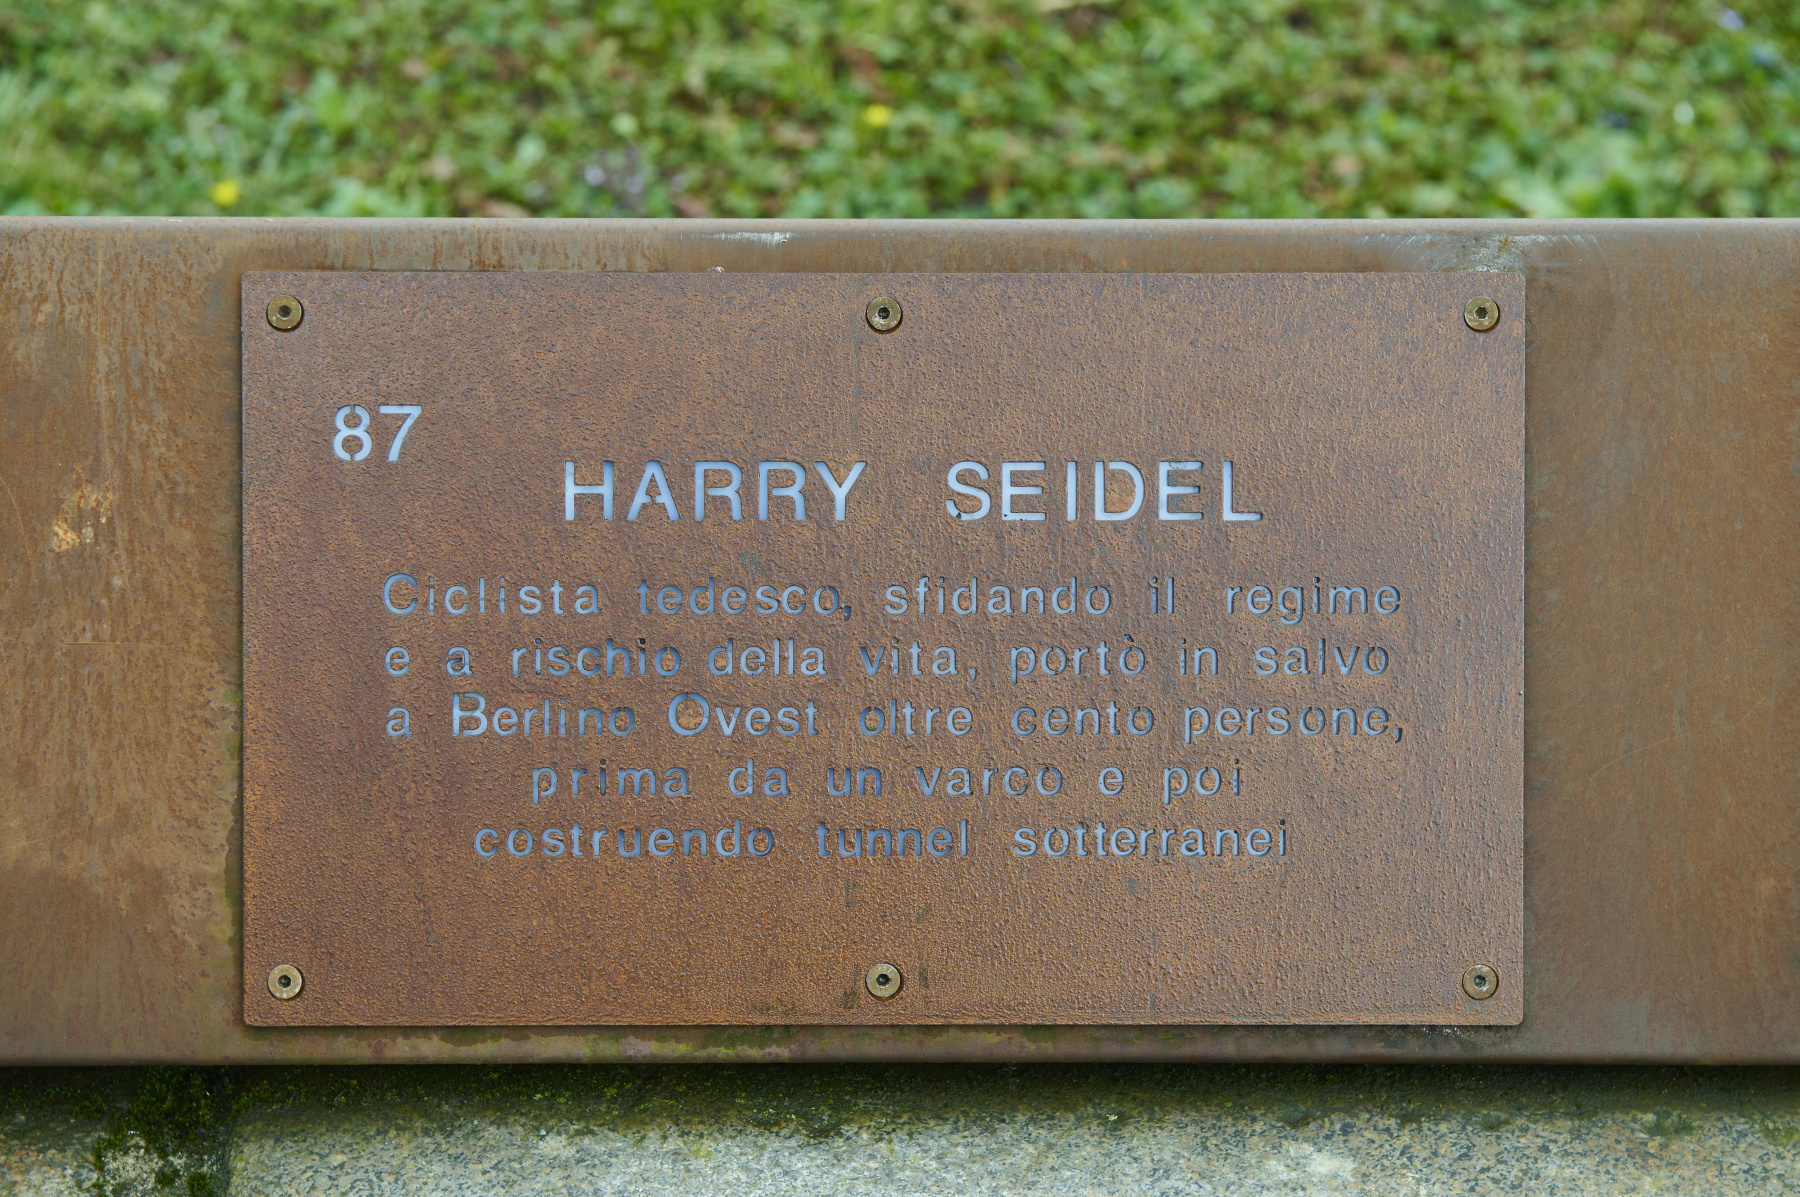 87
HARRY SEIDEL
Ciclista tedesco, sfidando il regime
e a rischio della vita, portò in salvo
a Berlino Ovest oltre cento persone,
prima da un varco e poi
costruendo tunnel sotterranei